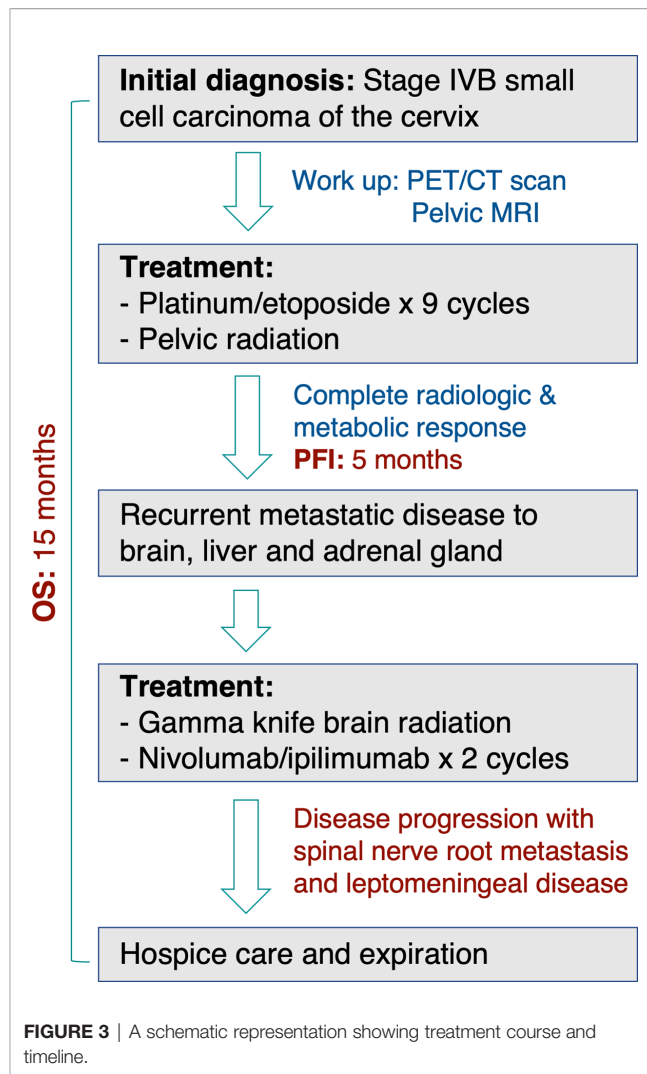 Initial diagnosis: Stage IVB small
cell carcinoma of the cervix
Work up: PET/CT scan
Pelvic MRI
Treatment:
- Platinum/etoposide x 9 cycles
- Pelvic radiation
Complete radiologic &
metabolic response
PFI: 5 months
OS: 15 months
Recurrent metastatic disease to
brain, liver and adrenal gland
Treatment:
- Gamma knife brain radiation
- Nivolumab/ipilimumab x 2 cycles
Disease progression with
spinal nerve root metastasis
and leptomeningeal disease
Hospice care and expiration
FIGURE 3 | A schematic representation showing treatment course and
timeline.